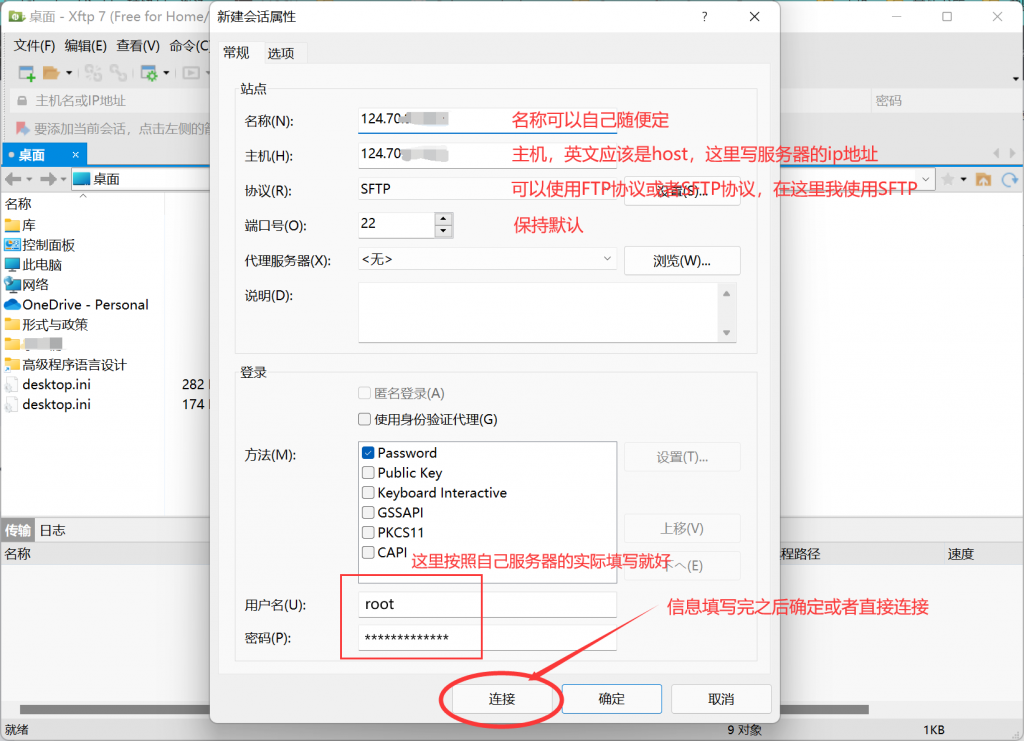 桌面 - Xftp 7 (Free for Home/
新建会话属性
?
文件(F) 编辑(E) 查看(V) 命令(C
常规 选项
主机名或IP地址
密码
要添加当前会话，点击左侧的
桌面 ×
桌面
名称
库
控制面板
此电脑
网络
OneDrive - Personal
形式与政策
高级程序语言设计
desktop.ini 282
desktop.ini 174
站点
名称(N): 124.70 名称可以自己随便定
主机(H): 124.70 主机，英文应该是host，这里写服务器的ip地址
协议(R): SFTP 设置(S)... 可以使用FTP协议或者SFTP协议，在这里我使用SFTP
端口号(O): 22 保持默认
代理服务器(X): <无> 浏览(W)...
说明(D):
登录
匿名登录(A)
使用身份验证代理(G)
方法(M): Password 设置(T)...
Public Key
Keyboard Interactive
GSSAPI
PKCS11 上移(V)
CAPI (E)
这里按照自己服务器的实际填写就好
用户名(U): root
信息填写完之后确定或者直接连接
密码(P): *************
连接 确定 取消
传输 日志
名称 程路径 速度
就绪 9 对象 1KB